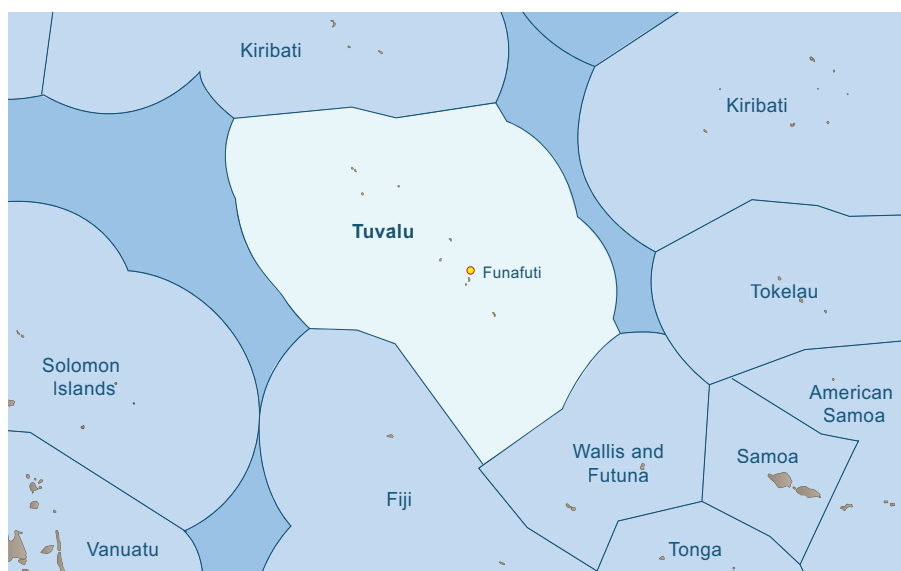 Kiribati
Kiribati
Tuvalu
Funafuti
Tokelau
Solomon
Islands
American
Samoa
Wallis and
Futuna
Samoa
Fiji
Vanuatu
Tonga